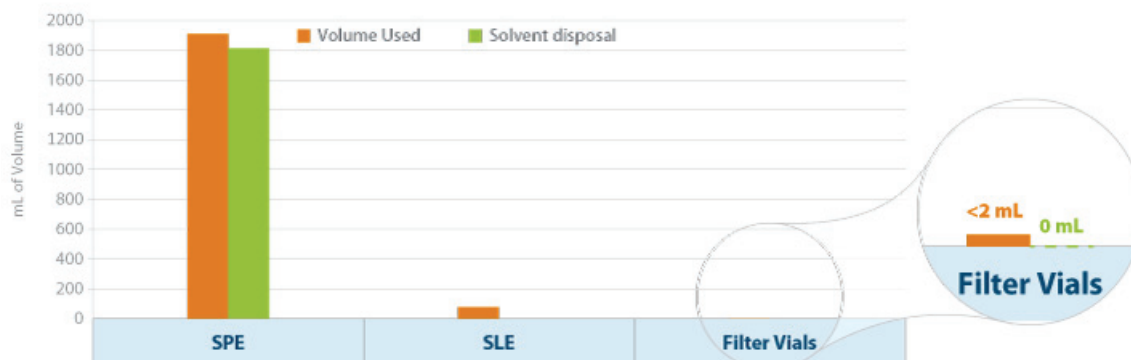 2000
1800
1600
1400
1200
1000
800
600
400
200
0
mL of Volume
Volume Used
Solvent disposal
SPE
SLE
Filter Vials
<2 mL
0 mL
Filter Vials